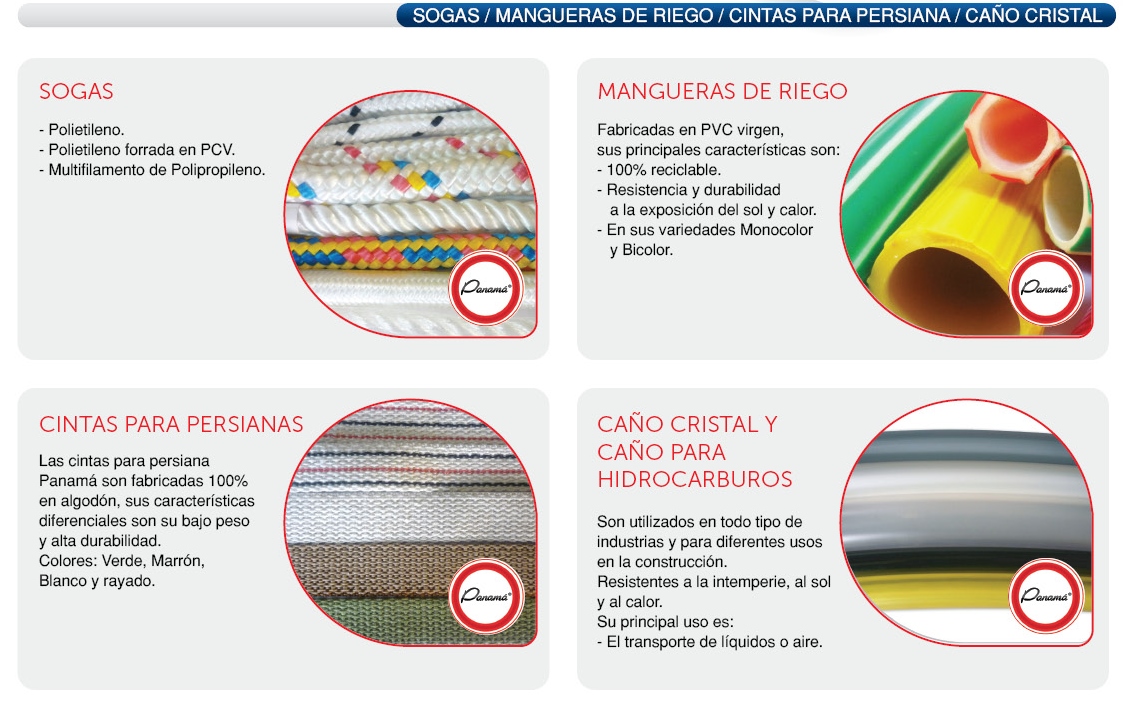 SOGAS / MANGUERAS DE RIEGO / CINTAS PARA PERSIANA / CAÑO CRISTAL
SOGAS
- Polietileno.
- Polietileno forrada en PCV.
- Multifilamento de Polipropileno.
Panamá®
MANGUERAS DE RIEGO
Fabricadas en PVC virgen,
sus principales características son:
- 100% reciclable.
- Resistencia y durabilidad
a la exposición del sol y calor.
- En sus variedades Monocolor
y Bicolor.
Panamá®
CINTAS PARA PERSIANAS
Las cintas para persiana
Panamá son fabricadas 100%
en algodón, sus características
diferenciales son su bajo peso
y alta durabilidad.
Colores: Verde, Marrón,
Blanco y rayado.
Panamá®
CAÑO CRISTAL Y
CAÑO PARA
HIDROCARBUROS
Son utilizados en todo tipo de
industrias y para diferentes usos
en la construcción.
Resistentes a la intemperie, al sol
y al calor.
Su principal uso es:
- El transporte de líquidos o aire.
Panamá®